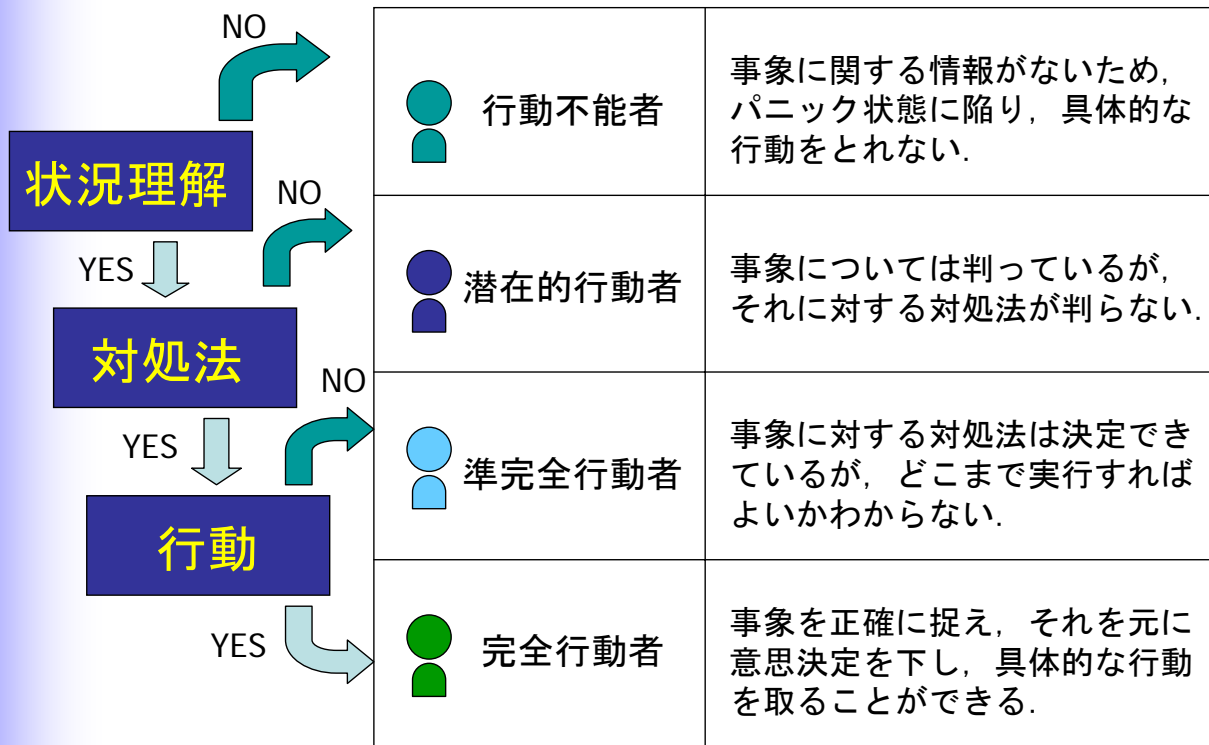 NO
状況理解
YES
NO
対処法
YES
NO
行動
YES
行動不能者
事象に関する情報がないため，
パニック状態に陥り，具体的な
行動をとれない．
潜在的行動者
事象については判っているが，
それに対する対処法が判らない．
準完全行動者
事象に対する対処法は決定でき
ているが，どこまで実行すれば
よいかわからない．
完全行動者
事象を正確に捉え，それを元に
意思決定を下し，具体的な行動
を取ることができる．